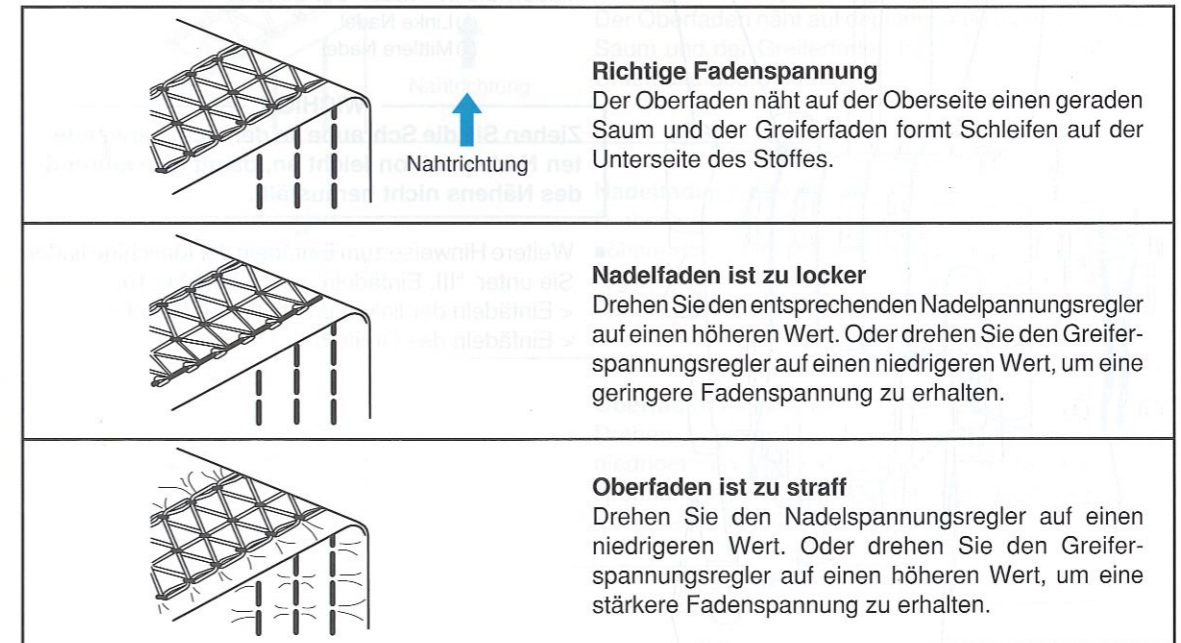 Richtige Fadenspannung
Der Oberfaden näht auf der Oberseite einen geraden
Saum und der Greiferfaden formt Schleifen auf der
Unterseite des Stoffes.
Nahtrichtung
Nadelfaden ist zu locker
Drehen Sie den entsprechenden Nadelpannungsregler
auf einen höheren Wert. Oder drehen Sie den Greifer-
spannungsregler auf einen niedrigeren Wert, um eine
geringere Fadenspannung zu erhalten.
Oberfaden ist zu straff
Drehen Sie den Nadelspannungsregler auf einen
niedrigeren Wert. Oder drehen Sie den Greifer-
spannungsregler auf einen höheren Wert, um eine
stärkere Fadenspannung zu erhalten.